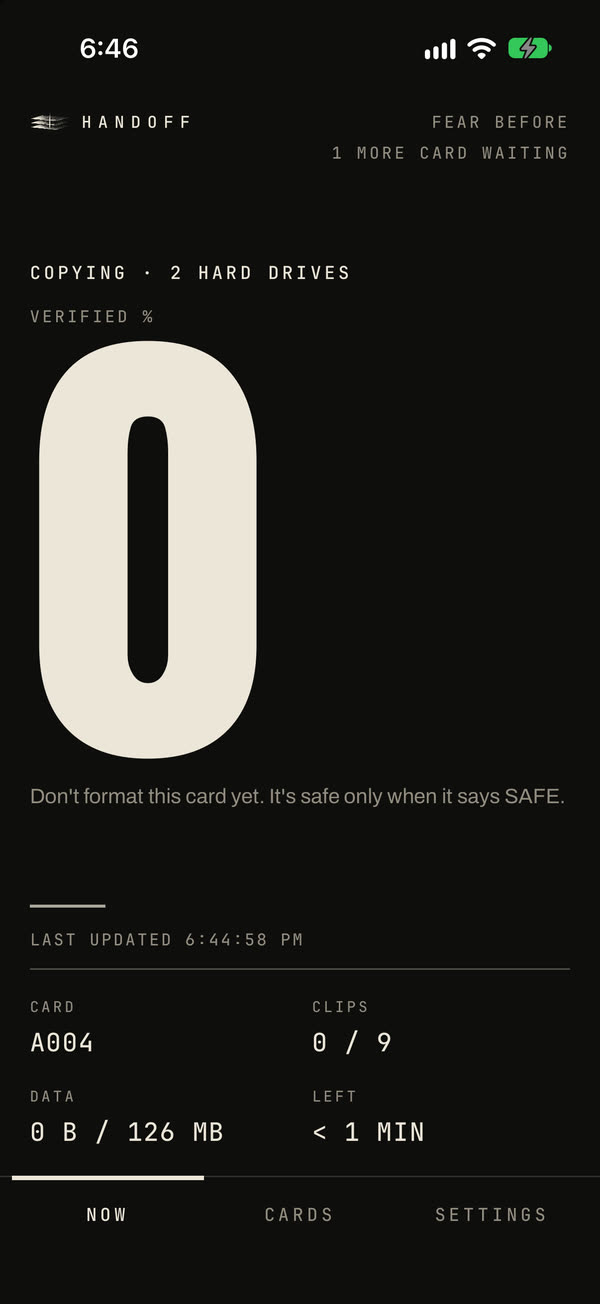 6:46
HANDOFF
FEAR BEFORE
1 MORE CARD WAITING
COPYING · 2 HARD DRIVES
VERIFIED %
0
Don't format this card yet. It's safe only when it says SAFE.
LAST UPDATED 6:44:58 PM
CARD
CLIPS
A004
0 / 9
DATA
LEFT
0 B / 126 MB
< 1 MIN
NOW
CARDS
SETTINGS